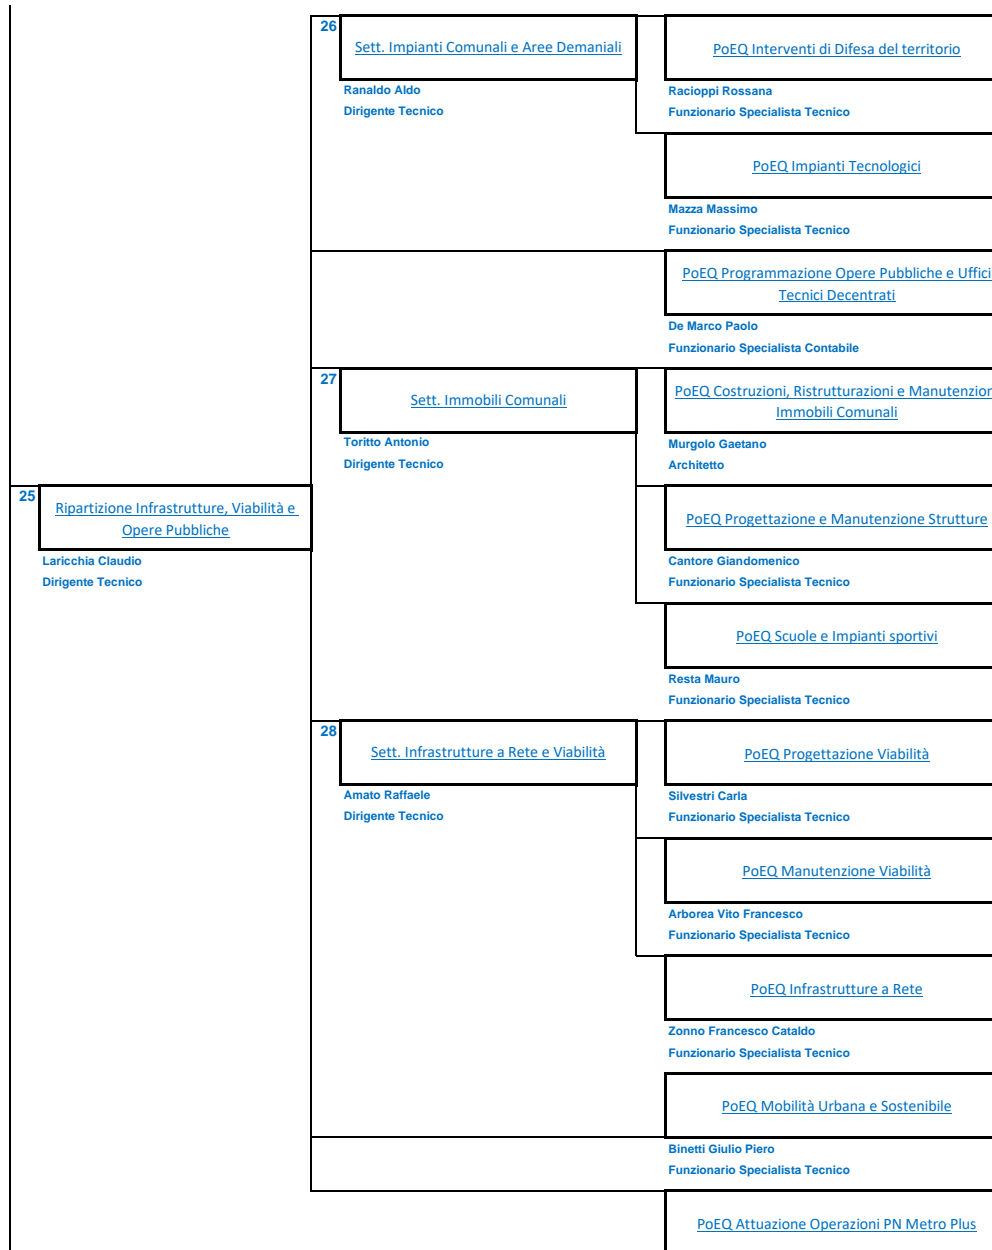 26
Sett. Impianti Comunali e Aree Demaniali
PoEQ Interventi di Difesa del territorio
Ranaldo Aldo
Dirigente Tecnico
Racioppi Rossana
Funzionario Specialista Tecnico
PoEQ Impianti Tecnologici
Mazza Massimo
Funzionario Specialista Tecnico
PoEQ Programmazione Opere Pubbliche e Uffici
Tecnici Decentrati
De Marco Paolo
Funzionario Specialista Contabile
27
Sett. Immobili Comunali
PoEQ Costruzioni, Ristrutturazioni e Manutenzion
Immobili Comunali
Toritto Antonio
Dirigente Tecnico
Murgolo Gaetano
Architetto
25
Ripartizione Infrastrutture, Viabilità e
Opere Pubbliche
PoEQ Progettazione e Manutenzione Strutture
Laricchia Claudio
Dirigente Tecnico
Cantore Giandomenico
Funzionario Specialista Tecnico
PoEQ Scuole e Impianti sportivi
Resta Mauro
Funzionario Specialista Tecnico
28
Sett. Infrastrutture a Rete e Viabilità
PoEQ Progettazione Viabilità
Amato Raffaele
Dirigente Tecnico
Silvestri Carla
Funzionario Specialista Tecnico
PoEQ Manutenzione Viabilità
Arborea Vito Francesco
Funzionario Specialista Tecnico
PoEQ Infrastrutture a Rete
Zonno Francesco Cataldo
Funzionario Specialista Tecnico
PoEQ Mobilità Urbana e Sostenibile
Binetti Giulio Piero
Funzionario Specialista Tecnico
PoEQ Attuazione Operazioni PN Metro Plus